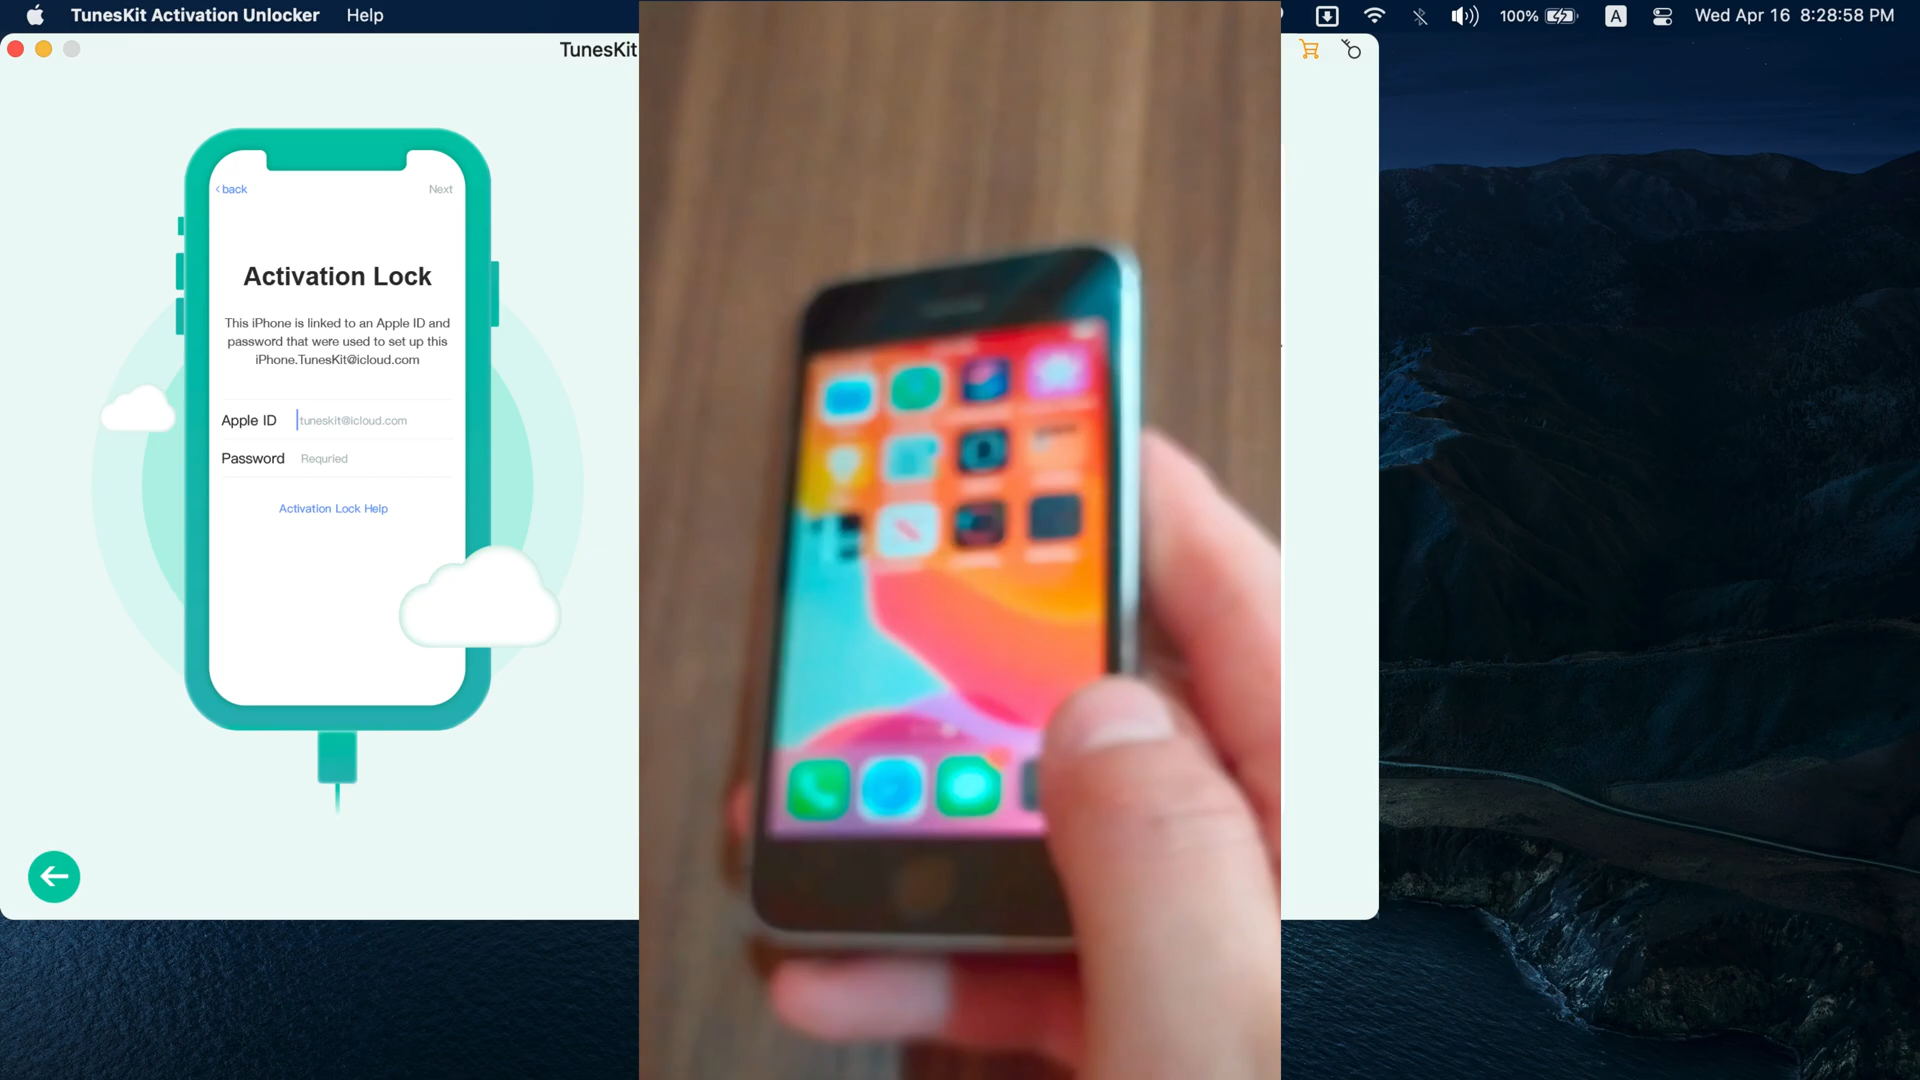 TunesKit Activation Unlocker Help
100%
A
Wed Apr 16 8:28:58 PM
TunesKit
back
Next
Activation Lock
This iPhone is linked to an Apple ID and
password that were used to set up this
iPhone.TunesKit@icloud.com
Apple ID tuneskit@icloud.com
Password Requried
Activation Lock Help